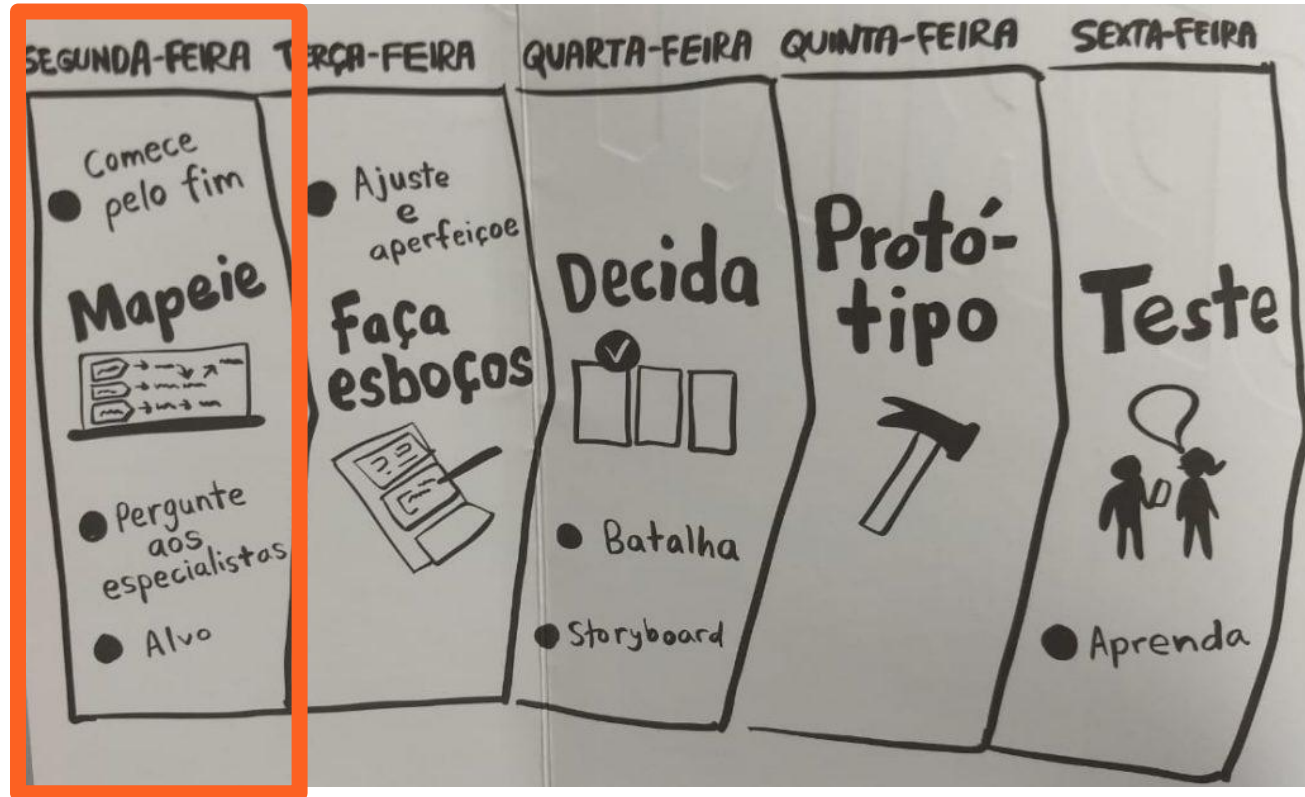 SEGUNDA-FEIRA
Comece
pelo fim
Mapeie
Pergunte
aos
especialistas
Alvo
TERÇA-FEIRA
Ajuste
e
aperfeiçoe
Faça
esboços
QUARTA-FEIRA
Decida
Batalha
Storyboard
QUINTA-FEIRA
Protó-
tipo
SEXTA-FEIRA
Teste
Aprenda